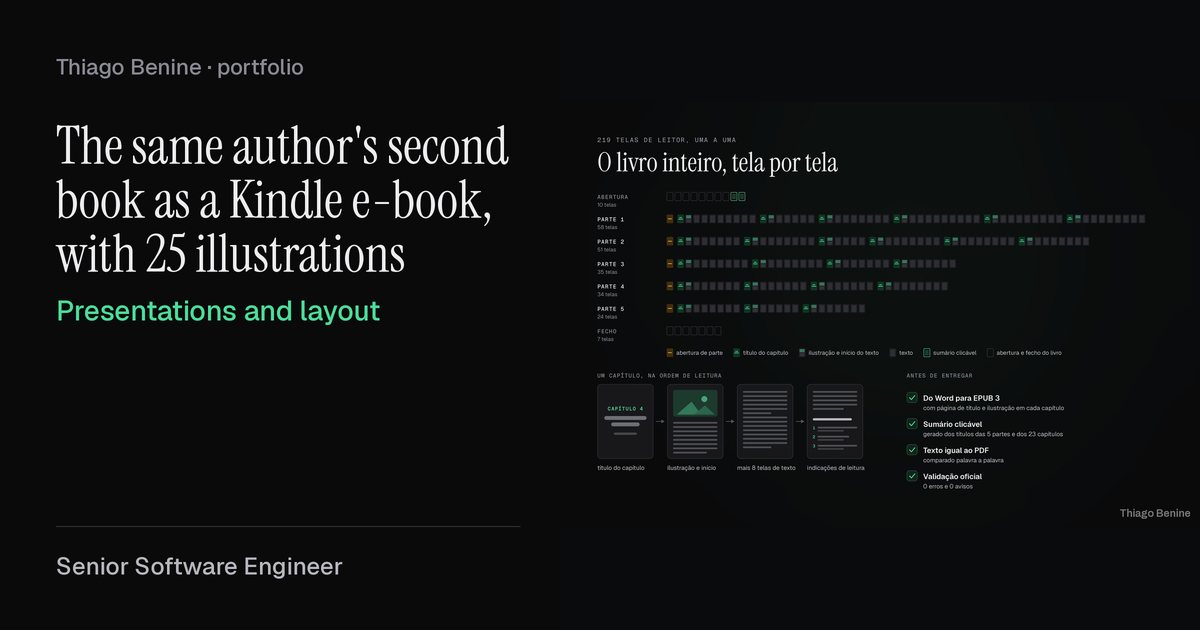 Thiago Benine · portfolio
The same author's second
book as a Kindle e-book,
with 25 illustrations
Presentations and layout
Senior Software Engineer
219 TELAS DE LEITOR, UMA A UMA
O livro inteiro, tela por tela
ABERTURA
10 telas
PARTE 1
58 telas
PARTE 2
51 telas
PARTE 3
35 telas
PARTE 4
34 telas
PARTE 5
24 telas
FECHO
7 telas
abertura de parte
título do capítulo
ilustração e início do texto
texto
sumário clicável
abertura e fecho do livro
UM CAPÍTULO, NA ORDEM DE LEITURA
CAPÍTULO 4
1
2
3
título do capítulo
ilustração e início
mais 8 telas de texto
indicações de leitura
ANTES DE ENTREGAR
Do Word para EPUB 3
com página de título e ilustração em cada capítulo
Sumário clicável
gerado dos títulos das 5 partes e dos 23 capítulos
Texto igual ao PDF
comparado palavra a palavra
Validação oficial
0 erros e 0 avisos
Thiago Benine